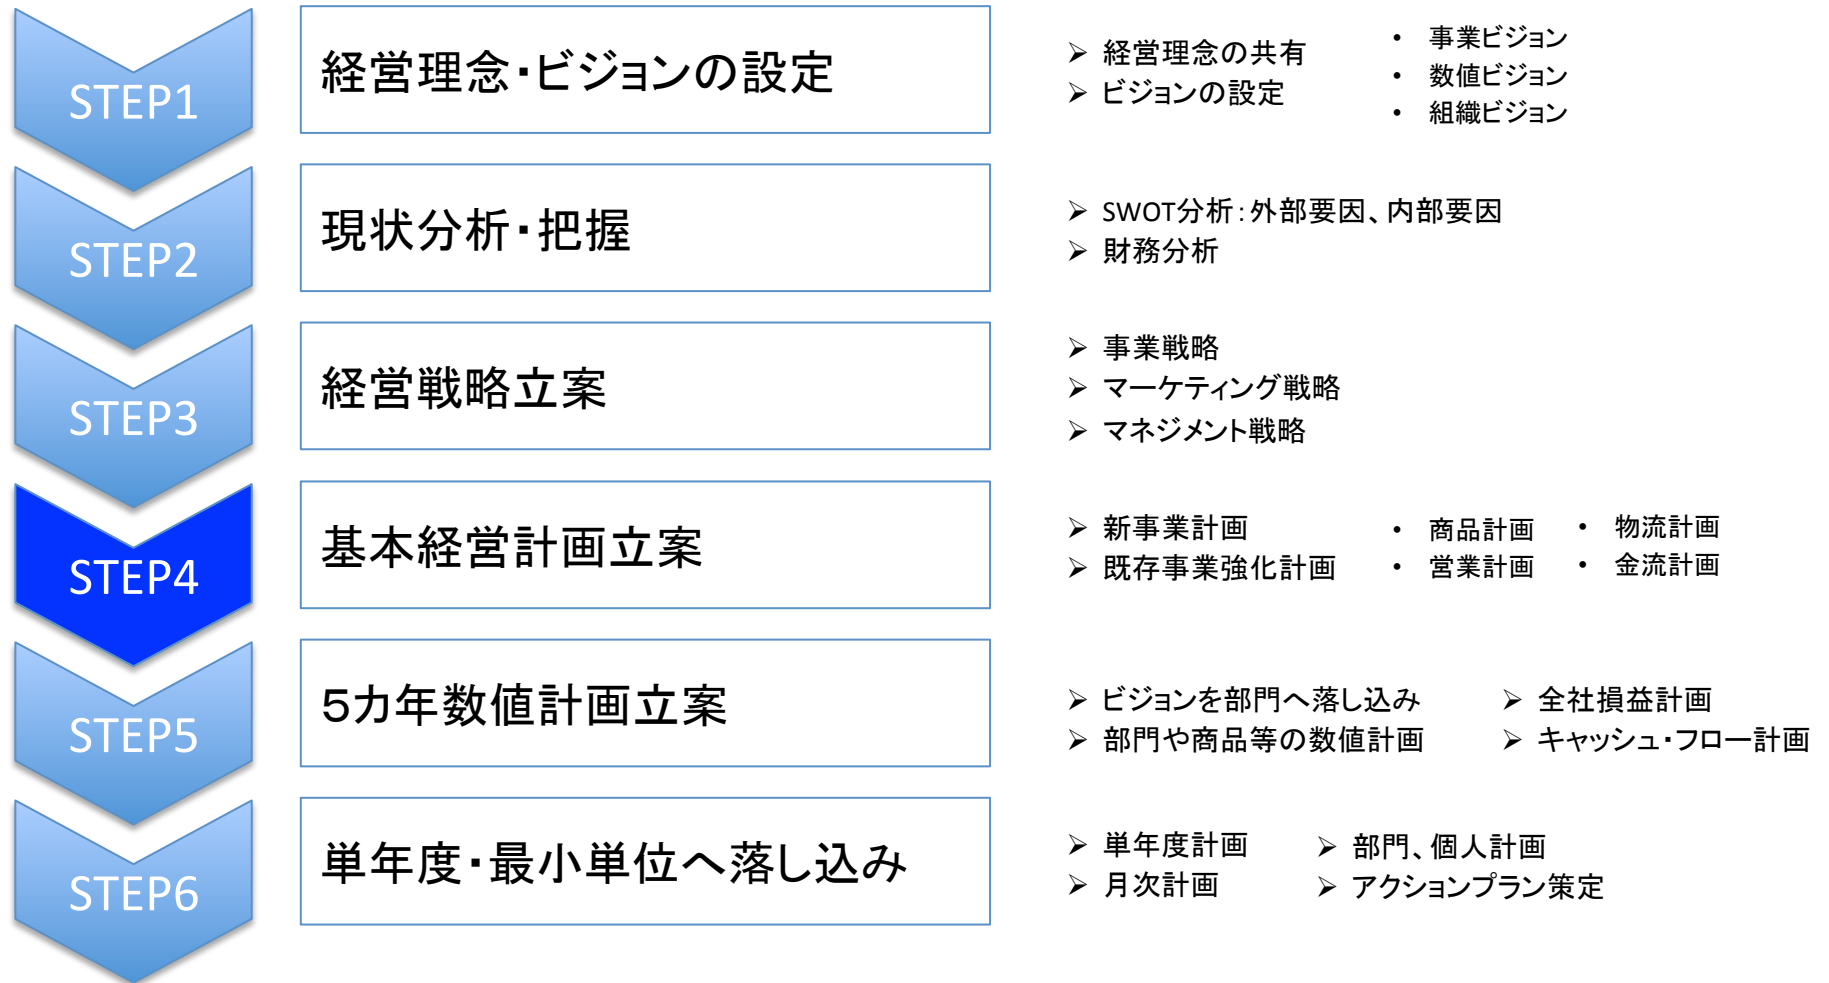 STEP1
経営理念・ビジョンの設定
➢ 経営理念の共有
➢ ビジョンの設定
• 事業ビジョン
• 数値ビジョン
• 組織ビジョン
STEP2
現状分析・把握
➢ SWOT分析：外部要因、内部要因
➢ 財務分析
STEP3
経営戦略立案
➢ 事業戦略
➢ マーケティング戦略
➢ マネジメント戦略
STEP4
基本経営計画立案
➢ 新事業計画
➢ 既存事業強化計画
• 商品計画
• 営業計画
• 物流計画
• 金流計画
STEP5
５カ年数値計画立案
➢ ビジョンを部門へ落し込み
➢ 部門や商品等の数値計画
➢ 全社損益計画
➢ キャッシュ・フロー計画
STEP6
単年度・最小単位へ落し込み
➢ 単年度計画
➢ 月次計画
➢ 部門、個人計画
➢ アクションプラン策定